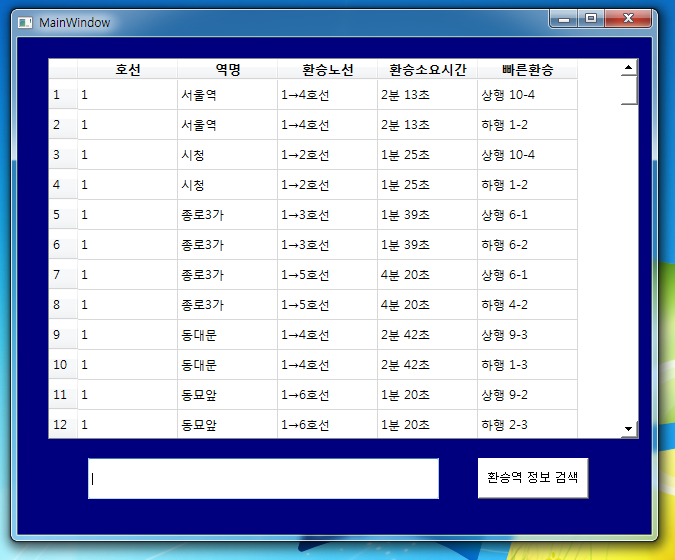 MainWindow
호선 역명 환승노선 환승소요시간 빠른환승
1 1 서울역 1→4호선 2분 13초 상행 10-4
2 1 서울역 1→4호선 2분 13초 하행 1-2
3 1 시청 1→2호선 1분 25초 상행 10-4
4 1 시청 1→2호선 1분 25초 하행 1-2
5 1 종로3가 1→3호선 1분 39초 상행 6-1
6 1 종로3가 1→3호선 1분 39초 하행 6-2
7 1 종로3가 1→5호선 4분 20초 상행 6-1
8 1 종로3가 1→5호선 4분 20초 하행 4-2
9 1 동대문 1→4호선 2분 42초 상행 9-3
10 1 동대문 1→4호선 2분 42초 하행 1-3
11 1 동묘앞 1→6호선 1분 20초 상행 9-2
12 1 동묘앞 1→6호선 1분 20초 하행 2-3
환승역 정보 검색